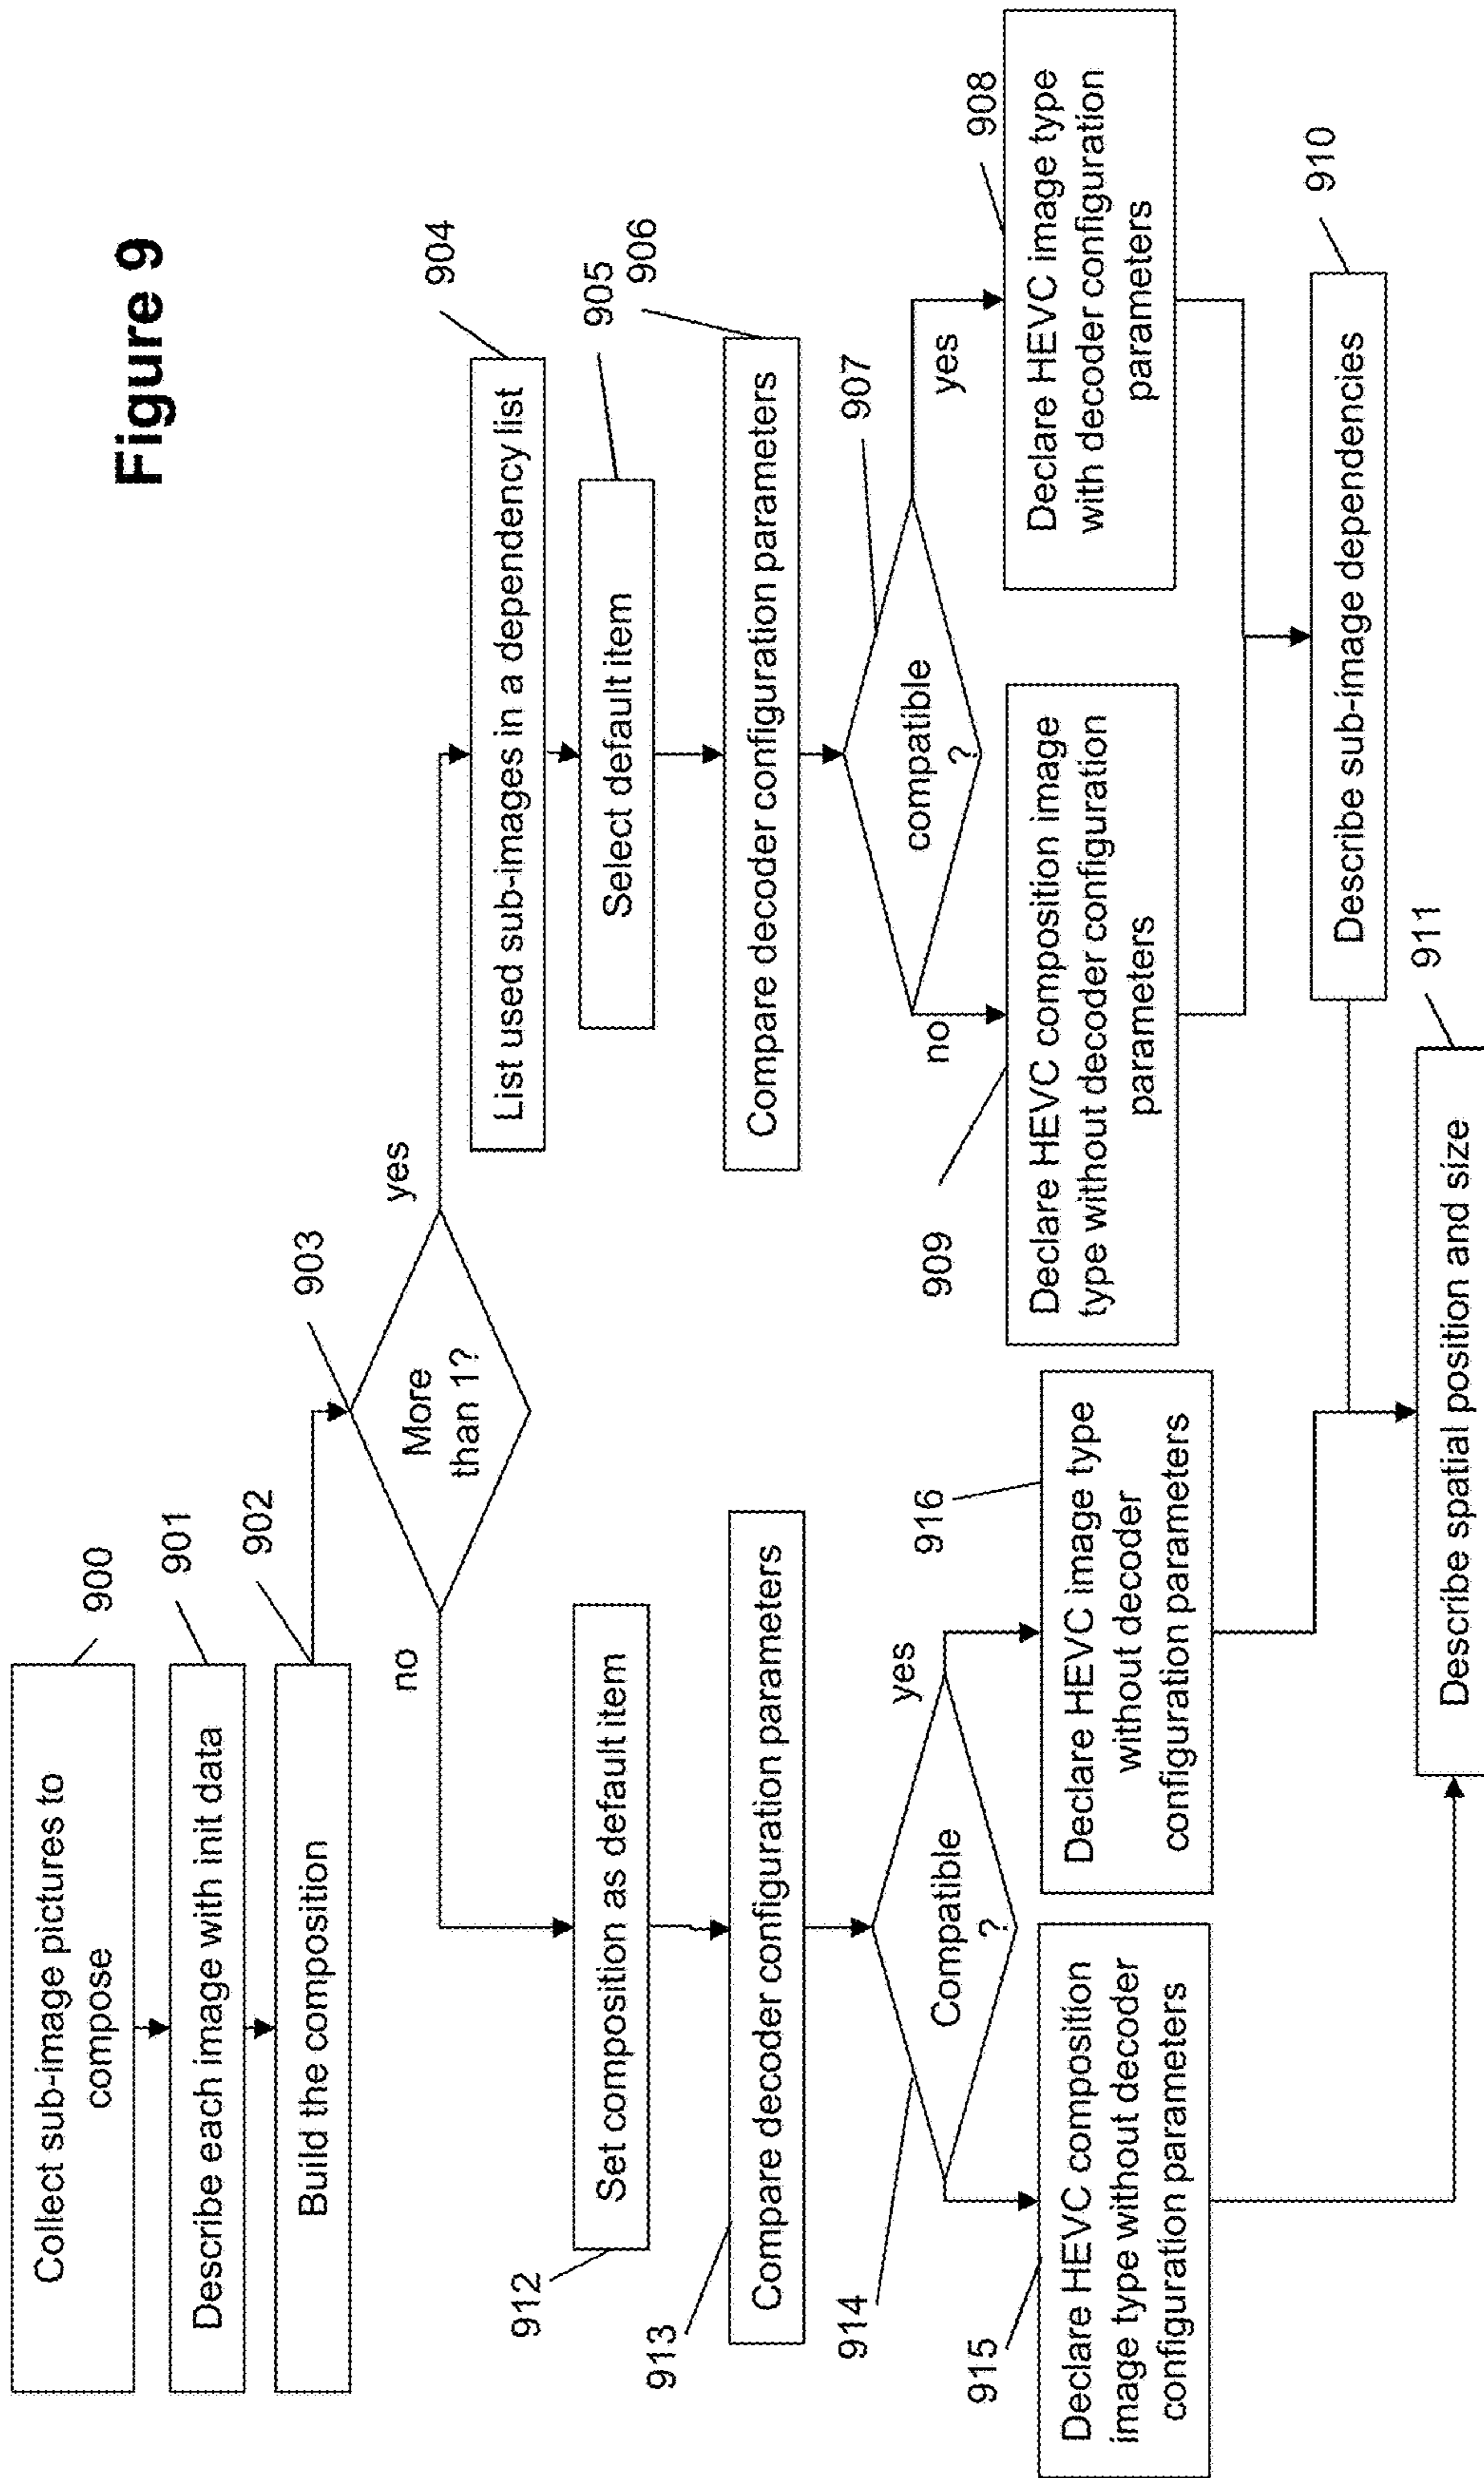 Figure 9
Collect sub-image pictures to
compose
900
Describe each image with init data
901
Build the composition
902
More
than 1?
903
no
yes
List used sub-images in a dependency list
904
Select default item
905
Compare decoder configuration parameters
906
compatible
?
907
no
yes
Declare HEVC composition image
type without decoder configuration
parameters
909
Declare HEVC image type
with decoder configuration
parameters
908
Describe sub-image dependencies
910
Set composition as default item
912
Compare decoder configuration parameters
913
Compatible
?
914
yes
Declare HEVC composition
image type without decoder
configuration parameters
915
Declare HEVC image type
without decoder
configuration parameters
916
Describe spatial position and size
911